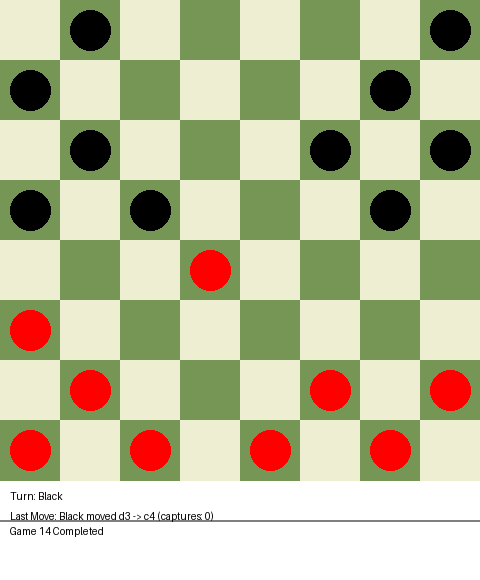 Turn: Black
Last Move: Black moved d3 -> c4 (captures: 0)
Game 14 Completed